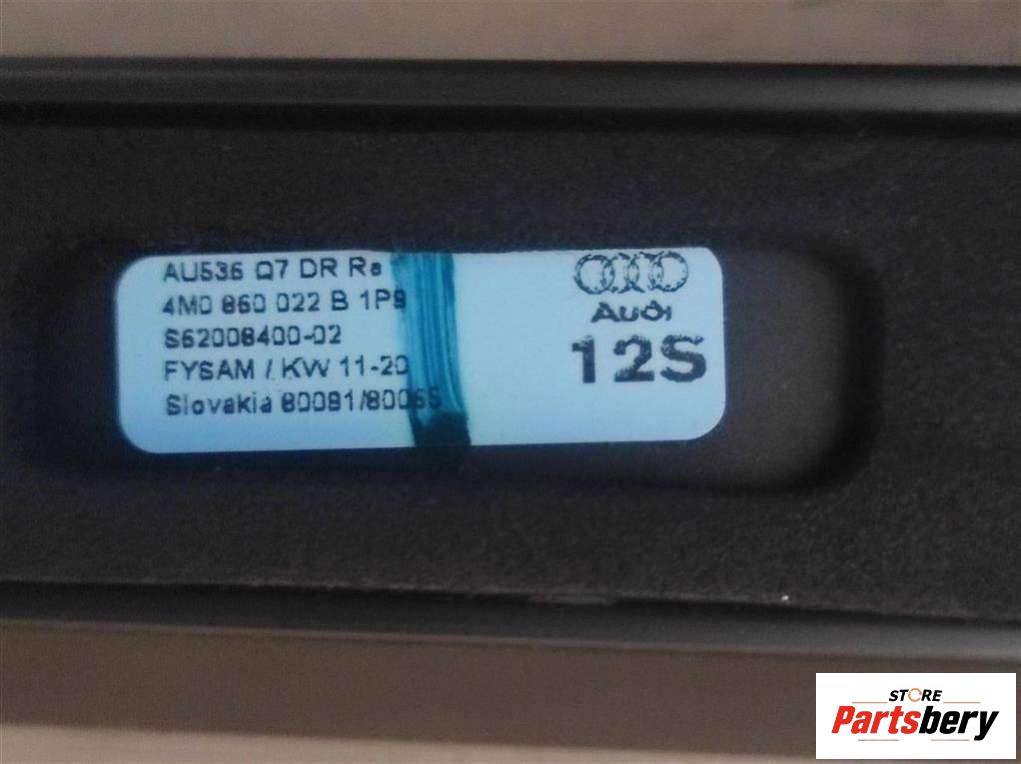 AU536 Q7 DR Re
4M0 860 022 B 1P9
S62008400-02
FYSAM / KW 11-20
Slovakia 80081/80065
Audi
12S
STORE
Partsbery